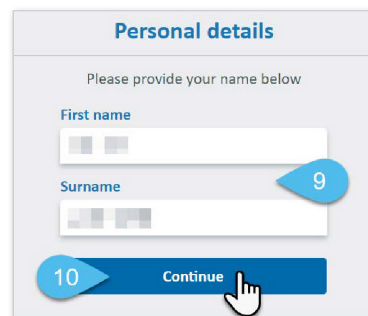 Personal details
Please provide your name below
First name
Surname
9
10
Continue